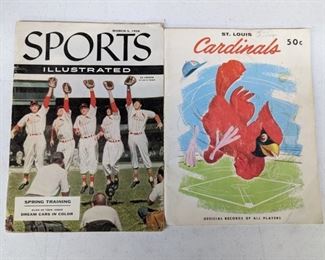 MARCH 5, 1956
SPORTS
ILLUSTRATED
SPRING TRAINING
DREAM CARS IN COLOR
ST. LOUIS
Cardinals
50c
OFFICIAL RECORDS OF ALL PLAYERS